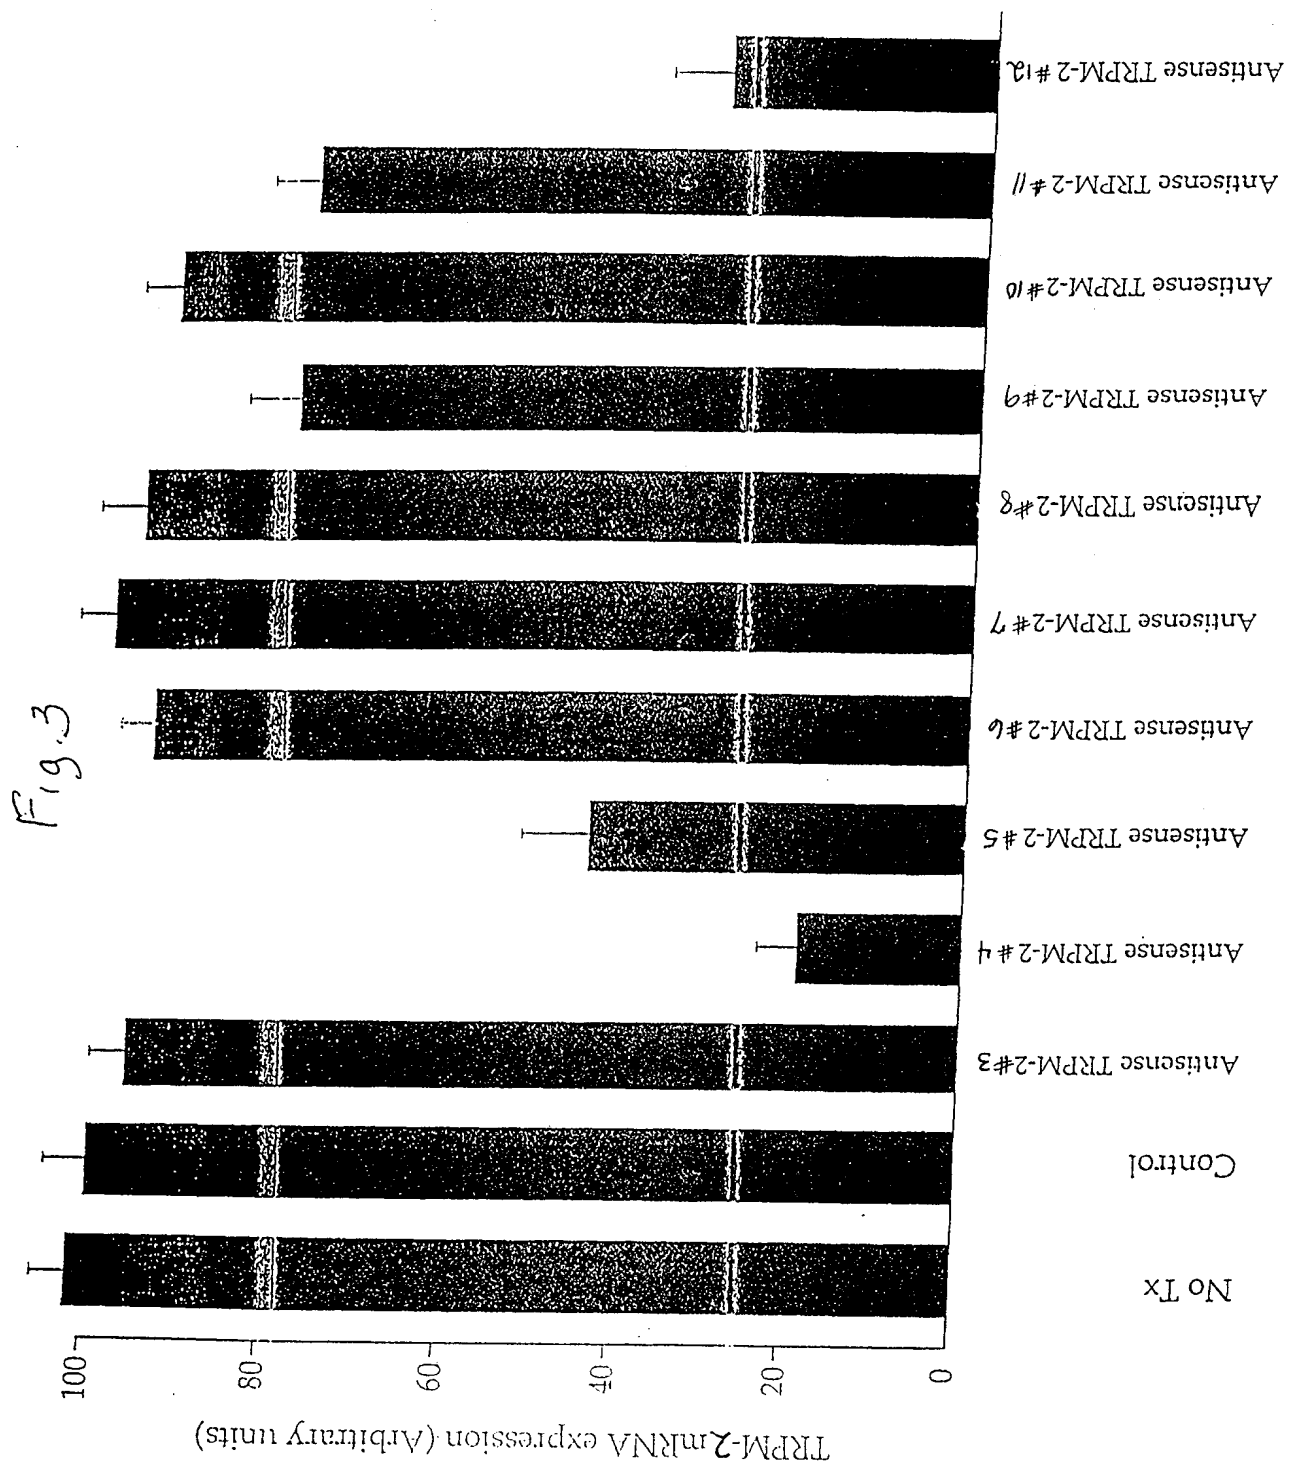 Fig.3
TRPM-2 mRNA expression (Arbitrary units)
100
80
60
40
20
0
No Tx
Control
Antisense TRPM-2 #3
Antisense TRPM-2 #4
Antisense TRPM-2 #5
Antisense TRPM-2 #6
Antisense TRPM-2 #7
Antisense TRPM-2 #8
Antisense TRPM-2 #9
Antisense TRPM-2 #10
Antisense TRPM-2 #11
Antisense TRPM-2 #12